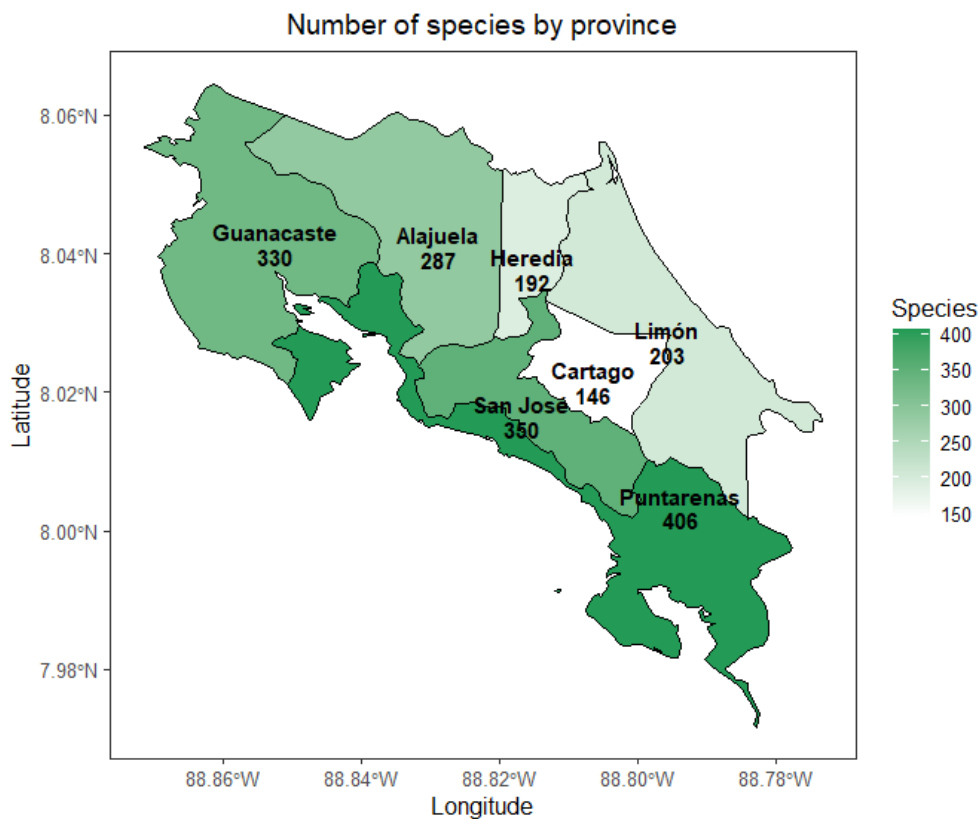 Number of species by province
8.06°N
8.04°N
8.02°N
8.00°N
7.98°N
Latitude
Guanacaste
330
Alajuela
287
Heredia
192
Limón
203
Cartago
146
San José
350
Puntarenas
406
Species
400
350
300
250
200
150
88.86°W
88.84°W
88.82°W
88.80°W
88.78°W
Longitude